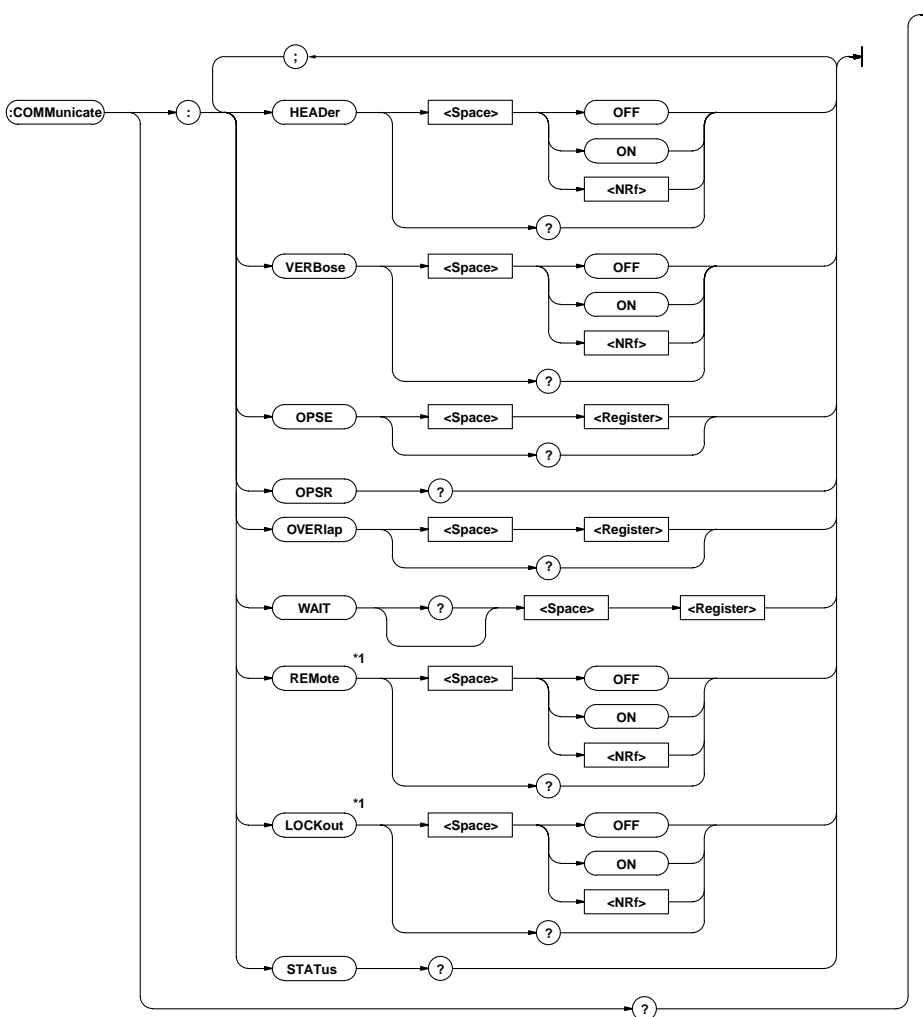 ;
:COMMunicate : HEADer <Space> OFF
ON
<NRf>
?
VERBose <Space> OFF
ON
<NRf>
?
OPSE <Space> <Register>
?
OPSR ?
OVERlap <Space> <Register>
?
WAIT ? <Space> <Register>
*1
REMote <Space> OFF
ON
<NRf>
?
*1
LOCKout <Space> OFF
ON
<NRf>
?
STATus ?
?